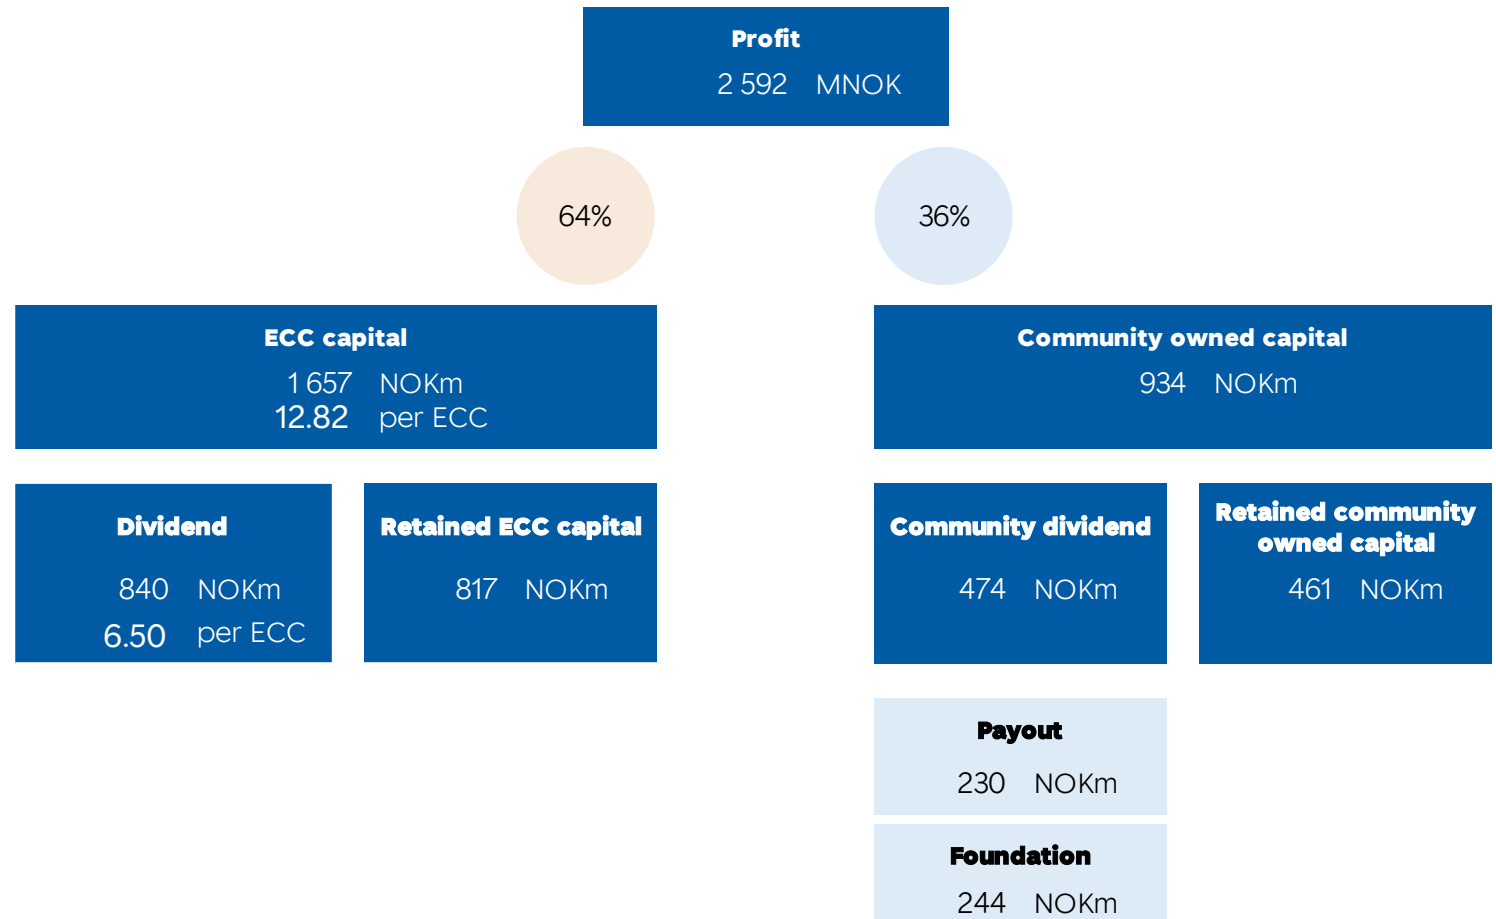 Profit
2 592 MNOK
64%
36%
ECC capital
1 657 NOKm
12.82 per ECC
Community owned capital
934 NOKm
Dividend
840 NOKm
6.50 per ECC
Retained ECC capital
817 NOKm
Community dividend
474 NOKm
Retained community
owned capital
461 NOKm
Payout
230 NOKm
Foundation
244 NOKm